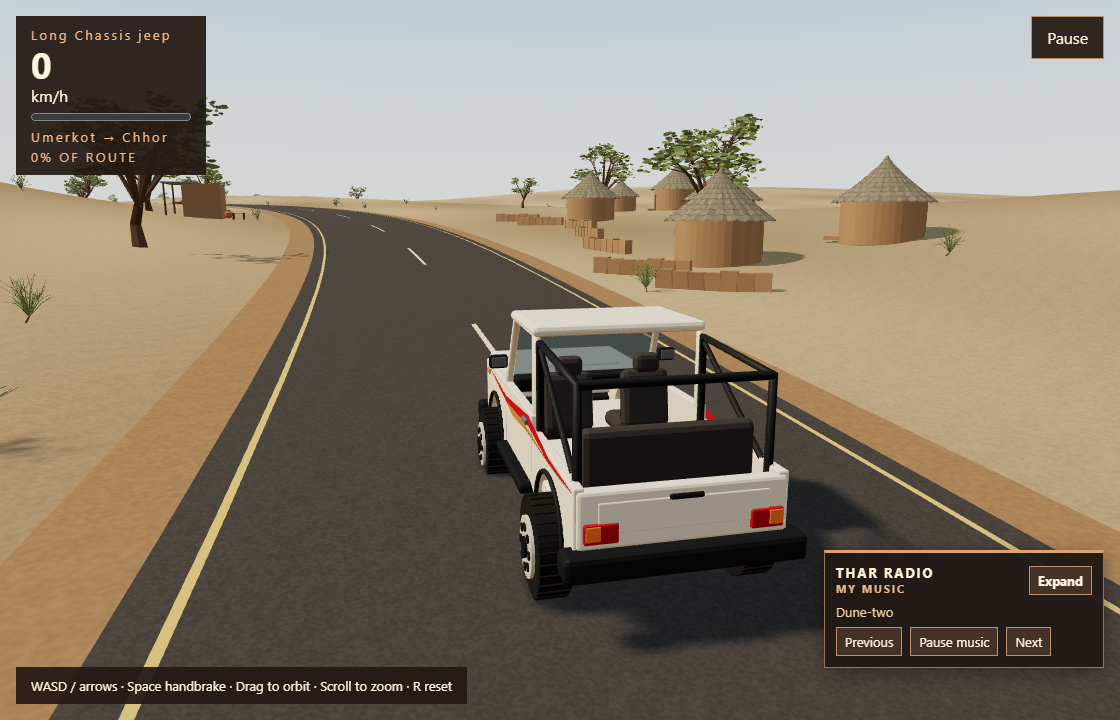 Long Chassis jeep
0
km/h
Umerkot → Chhor
0% OF ROUTE
Pause
THAR RADIO
MY MUSIC
Expand
Dune-two
Previous
Pause music
Next
WASD / arrows · Space handbrake · Drag to orbit · Scroll to zoom · R reset